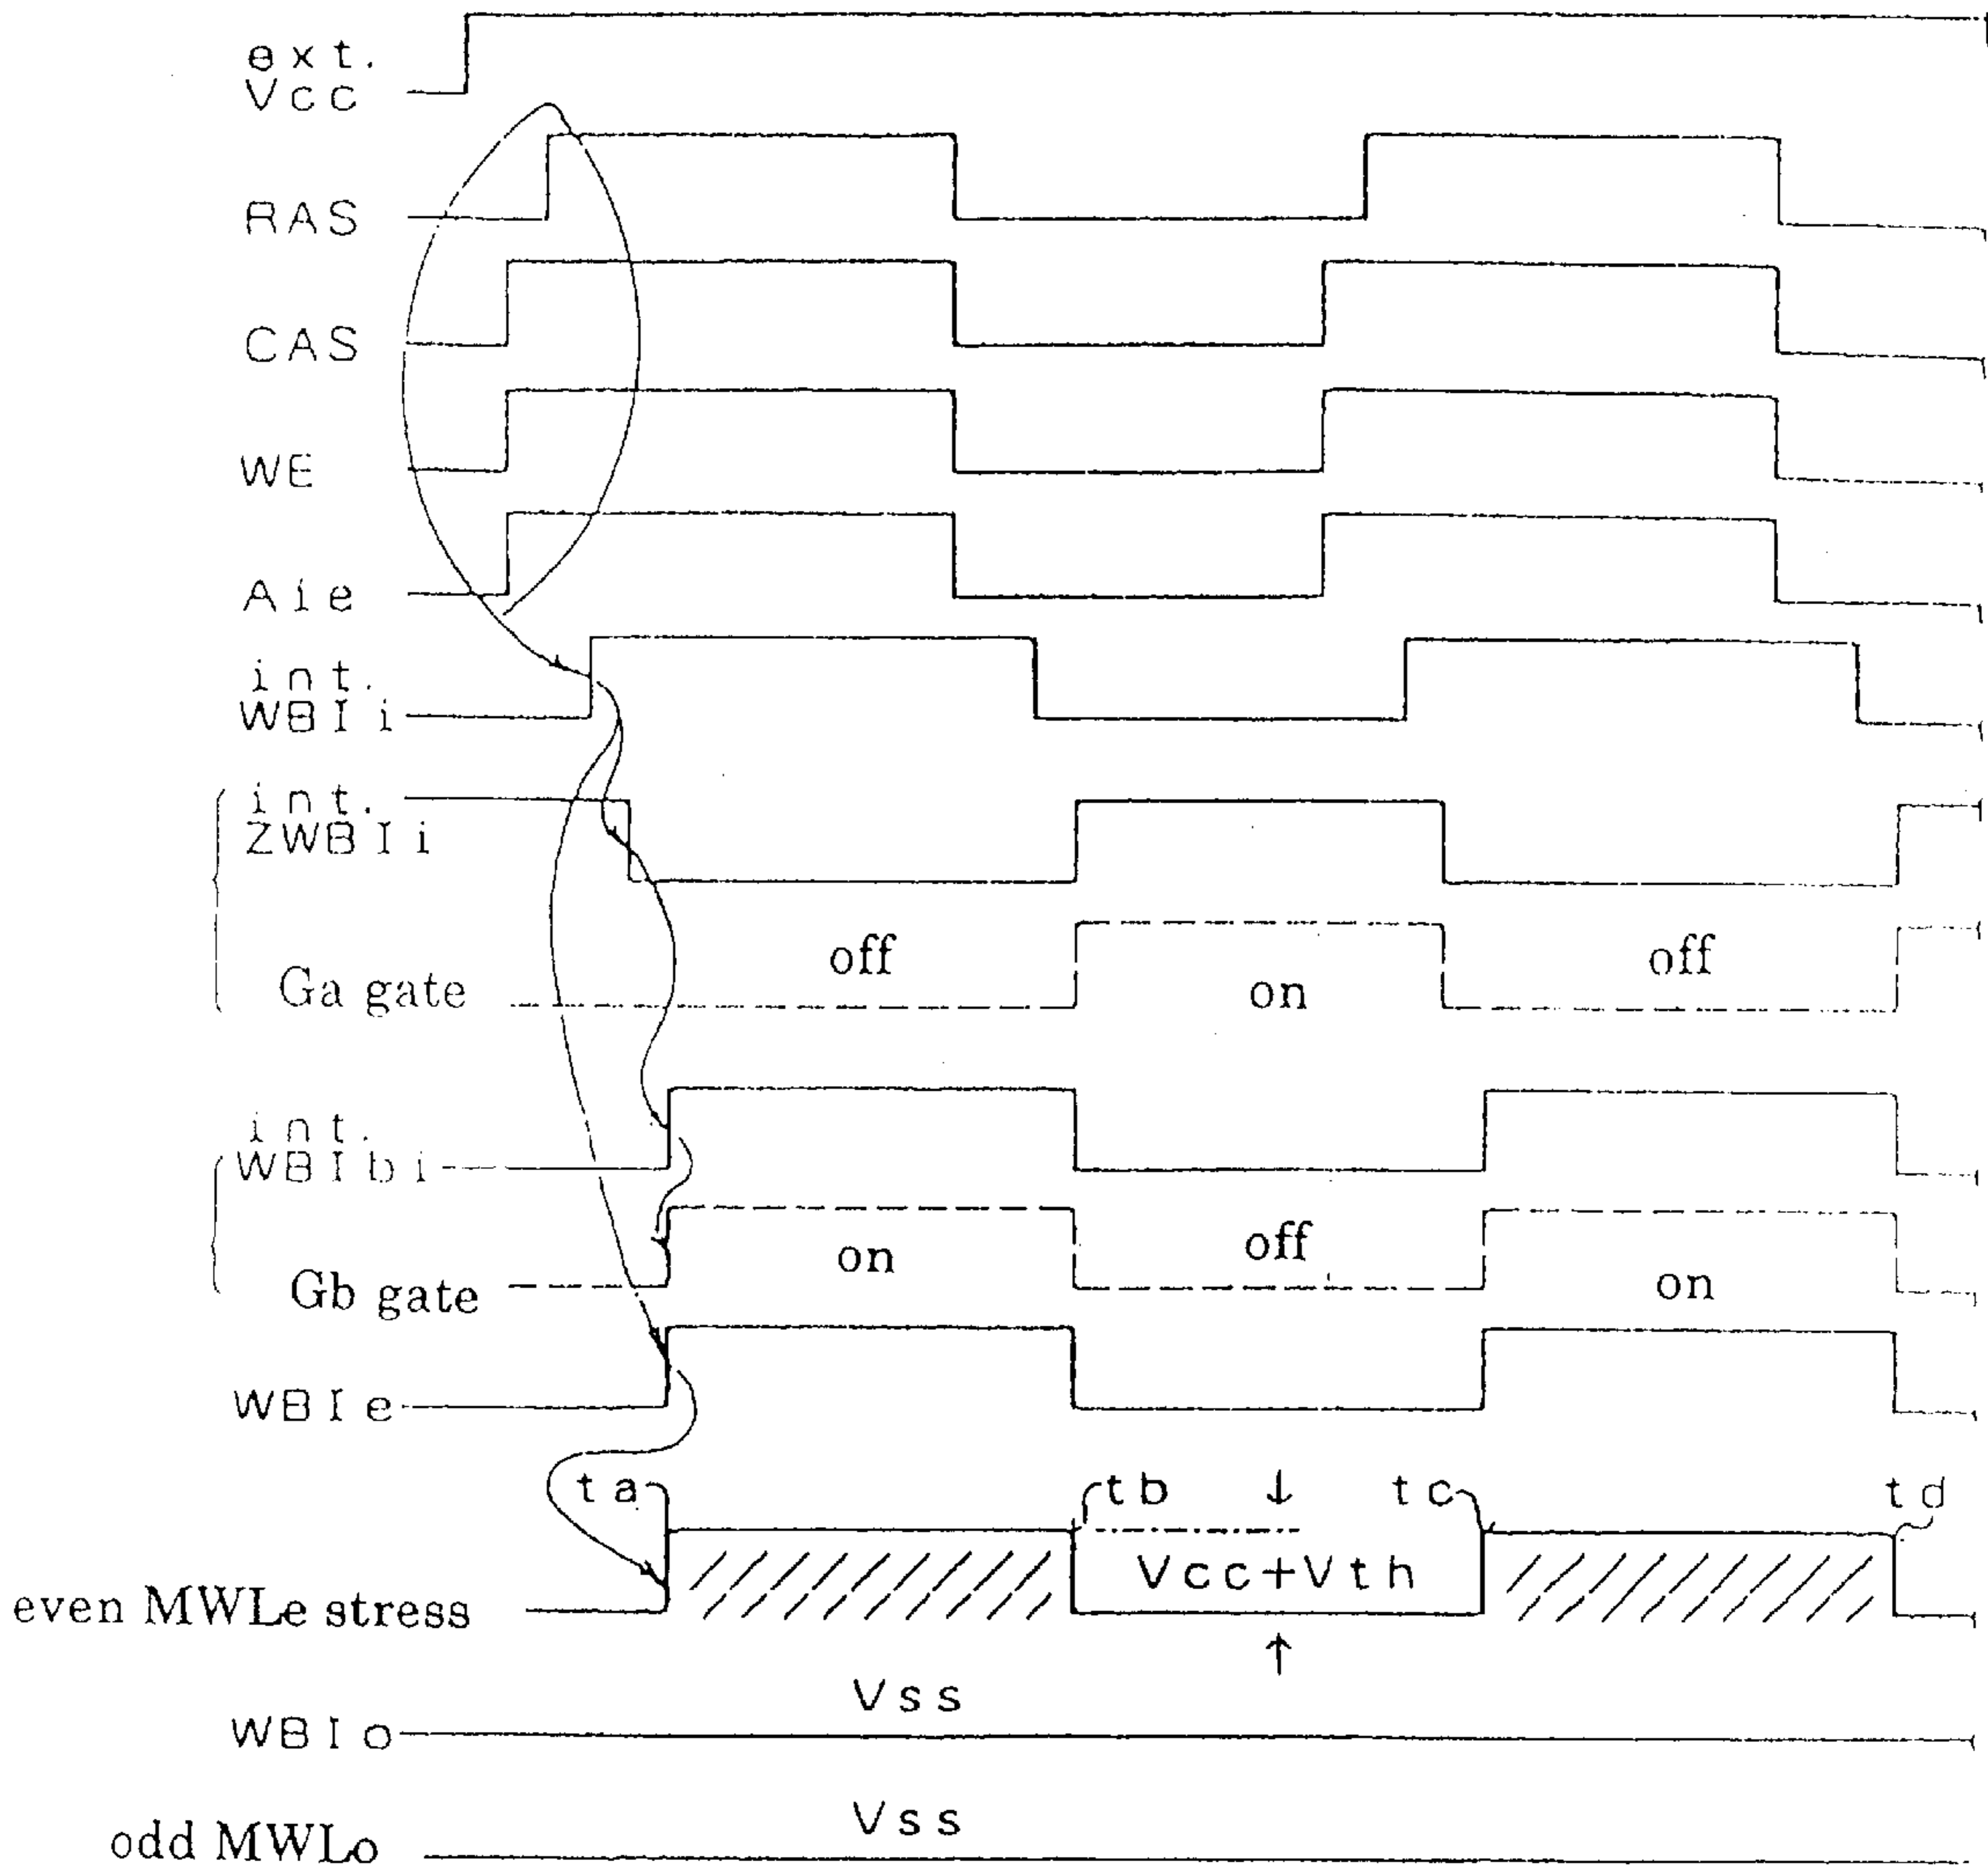 ext.
Vcc
RAS
CAS
WE
Aie
int.
WBIi
int.
ZWBIi
off
off
Ga gate
on
int.
WBIbi
on
off
Gb gate
on
WBIe
ta
tb
↓
tc
td
Vcc+Vth
even MWLe stress
↑
Vss
WBIo
Vss
odd MWLo